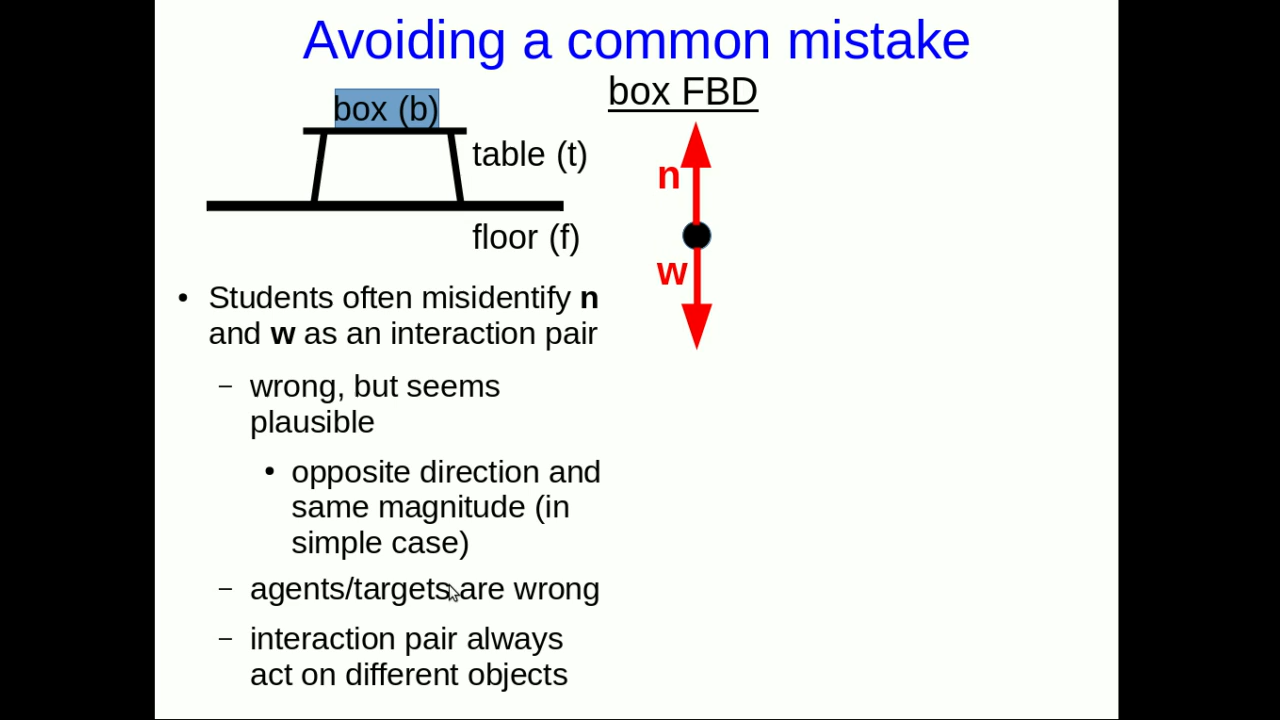 Avoiding a common mistake
box (b)
table (t)
floor (f)
box FBD
n
w
• Students often misidentify n
and w as an interaction pair
– wrong, but seems
plausible
• opposite direction and
same magnitude (in
simple case)
– agents/targets are wrong
– interaction pair always
act on different objects